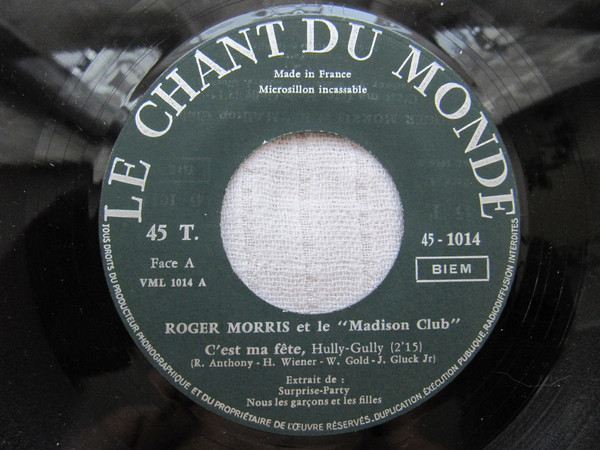 LE CHANT DU MONDE
Made in France
Microsillon incassable
45 T.
45 - 1014
Face A
BIEM
VML 1014 A
ROGER MORRIS et le "Madison Club"
C'est ma fête, Hully-Gully (2'15)
(R. Anthony - H. Wiener - W. Gold - J. Gluck Jr)
Extrait de :
Surprise-Party
Nous les garçons et les filles
TOUS DROITS DU PRODUCTEUR PHONOGRAPHIQUE ET DU PROPRIÉTAIRE DE L'ŒUVRE RÉSERVÉS. DUPLICATION EXÉCUTION PUBLIQUE, RADIODIFFUSION INTERDITES